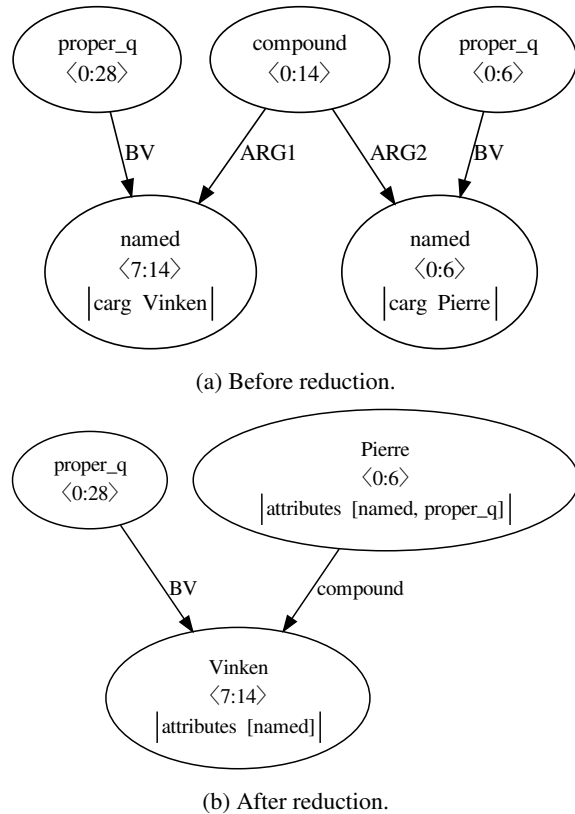 proper_q compound proper_q
〈0:28〉 〈0:14〉 〈0:6〉
BV ARG1 ARG2 BV
named named
〈7:14〉 〈0:6〉
|carg Vinken| |carg Pierre|
(a) Before reduction.
proper_q
〈0:28〉
Pierre
〈0:6〉
|attributes [named, proper_q]|
BV compound
Vinken
〈7:14〉
|attributes [named]|
(b) After reduction.